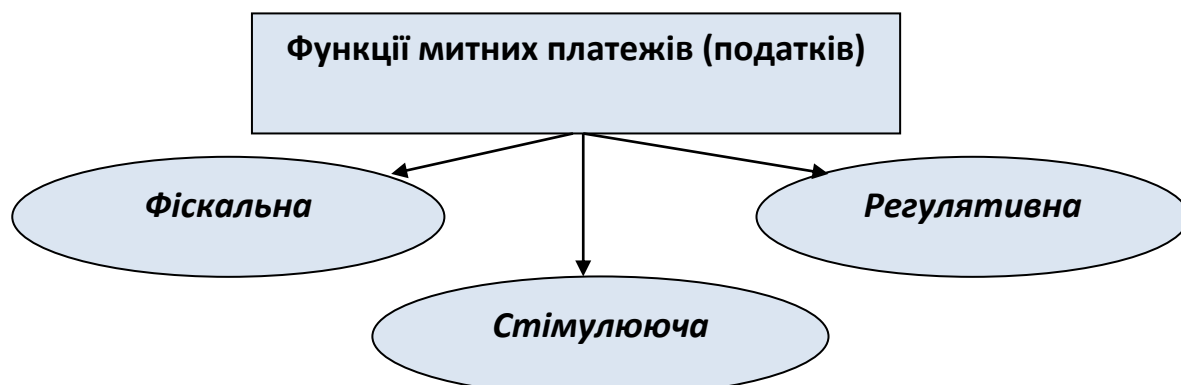 Функції митних платежів (податків)
Фіскальна
Регулятивна
Стімулююча